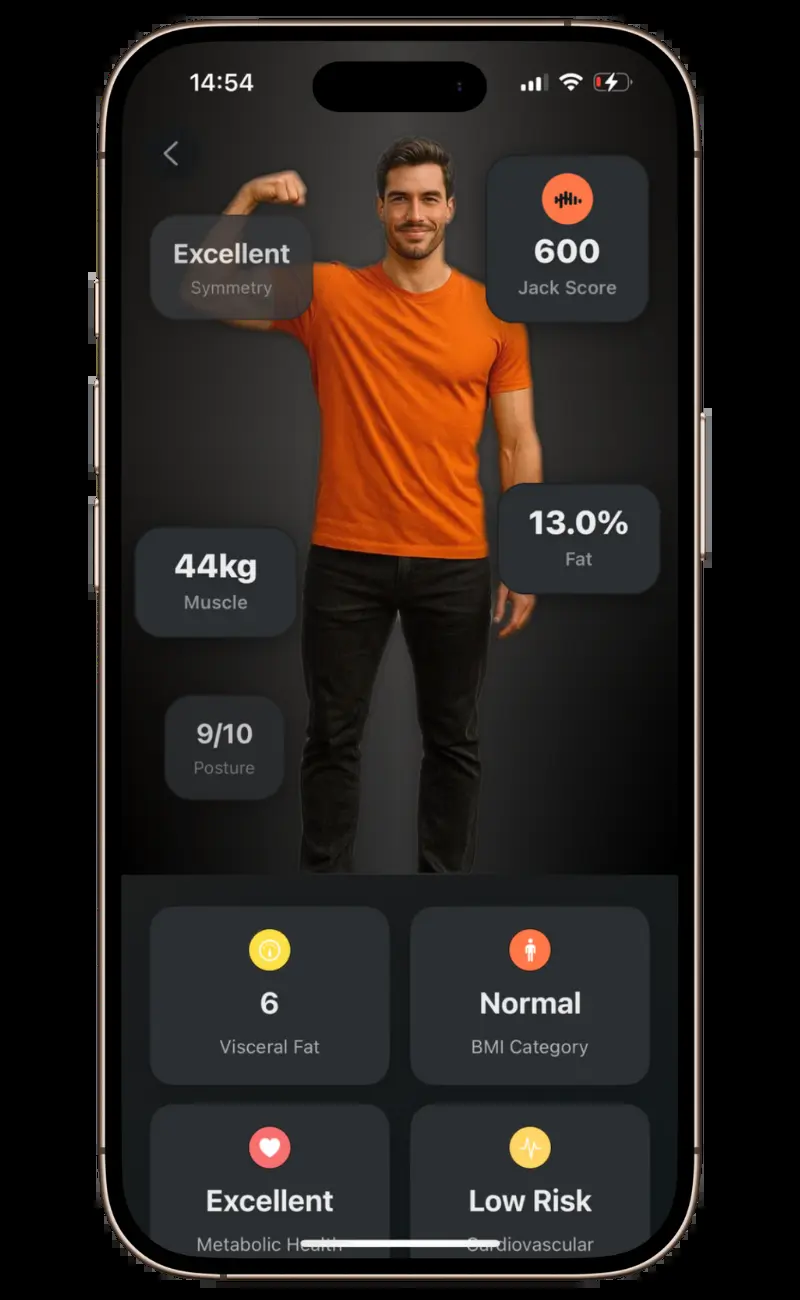 14:54
Excellent
Symmetry
600
Jack Score
13.0%
Fat
44kg
Muscle
9/10
Posture
6
Visceral Fat
Normal
BMI Category
Excellent
Metabolic Health
Low Risk
Cardiovascular